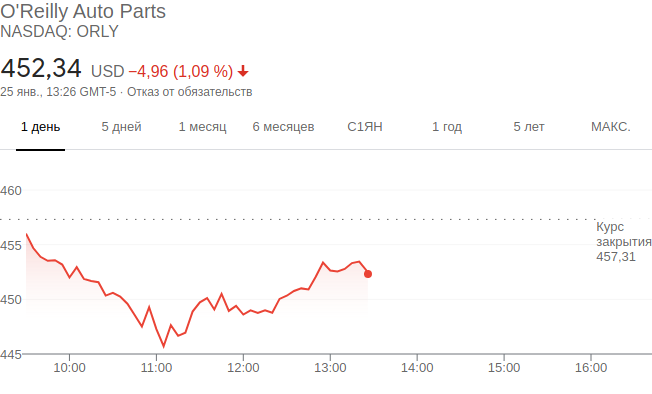 O'Reilly Auto Parts
NASDAQ: ORLY
452,34 USD −4,96 (1,09 %)
25 янв., 13:26 GMT-5 · Отказ от обязательств
1 день 5 дней 1 месяц 6 месяцев С1ЯН 1 год 5 лет МАКС.
460
Курс
закрытия
457,31
455
450
445
10:00 11:00 12:00 13:00 14:00 15:00 16:00